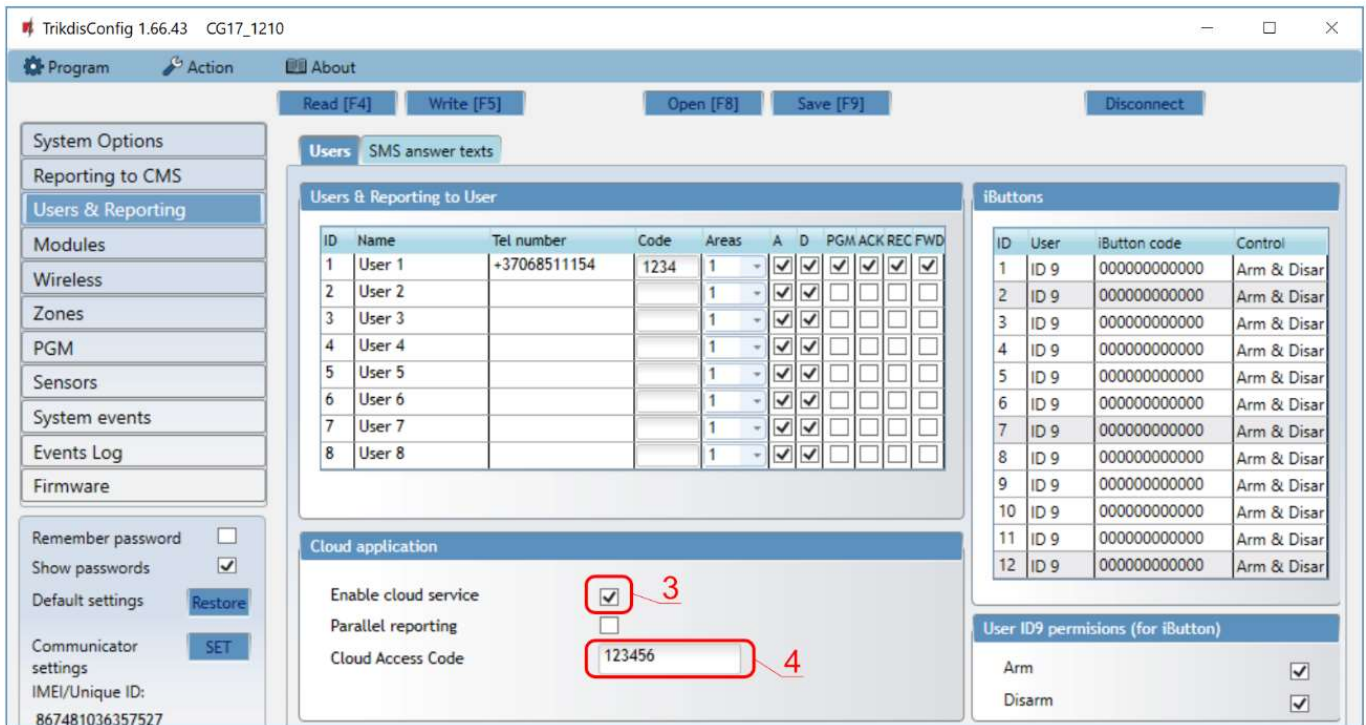 TrikdisConfig 1.66.43 CG17_1210
Program Action About
Read [F4] Write [F5] Open [F8] Save [F9] Disconnect
System Options
Reporting to CMS
Users & Reporting
Modules
Wireless
Zones
PGM
Sensors
System events
Events Log
Firmware
Remember password
Show passwords
Default settings Restore
Communicator settings SET
IMEI/Unique ID:
867481036357527
Users SMS answer texts
Users & Reporting to User
ID Name Tel number Code Areas A D PGM ACK REC FWD
1 User 1 +37068511154 1234 1
2 User 2 1
3 User 3 1
4 User 4 1
5 User 5 1
6 User 6 1
7 User 7 1
8 User 8 1
Cloud application
Enable cloud service 3
Parallel reporting
Cloud Access Code 123456 4
iButtons
ID User iButton code Control
1 ID 9 000000000000 Arm & Disar
2 ID 9 000000000000 Arm & Disar
3 ID 9 000000000000 Arm & Disar
4 ID 9 000000000000 Arm & Disar
5 ID 9 000000000000 Arm & Disar
6 ID 9 000000000000 Arm & Disar
7 ID 9 000000000000 Arm & Disar
8 ID 9 000000000000 Arm & Disar
9 ID 9 000000000000 Arm & Disar
10 ID 9 000000000000 Arm & Disar
11 ID 9 000000000000 Arm & Disar
12 ID 9 000000000000 Arm & Disar
User ID9 permisions (for iButton)
Arm
Disarm